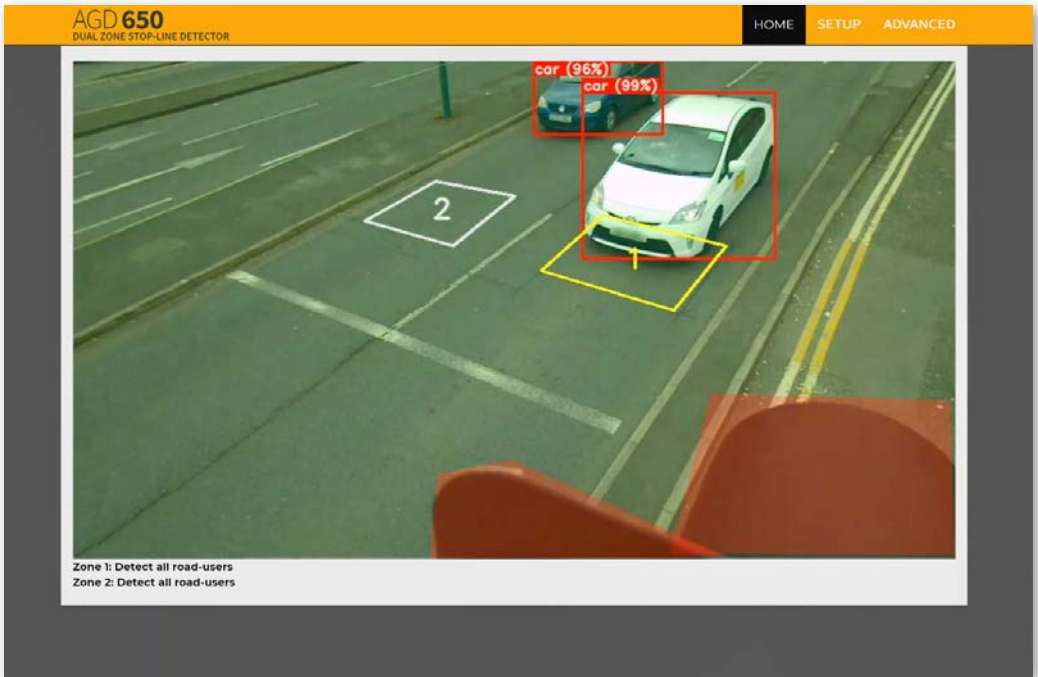 AGD 650
DUAL ZONE STOP-LINE DETECTOR
HOME SETUP ADVANCED
car (96%)
car (99%)
2
1
Zone 1: Detect all road-users
Zone 2: Detect all road-users